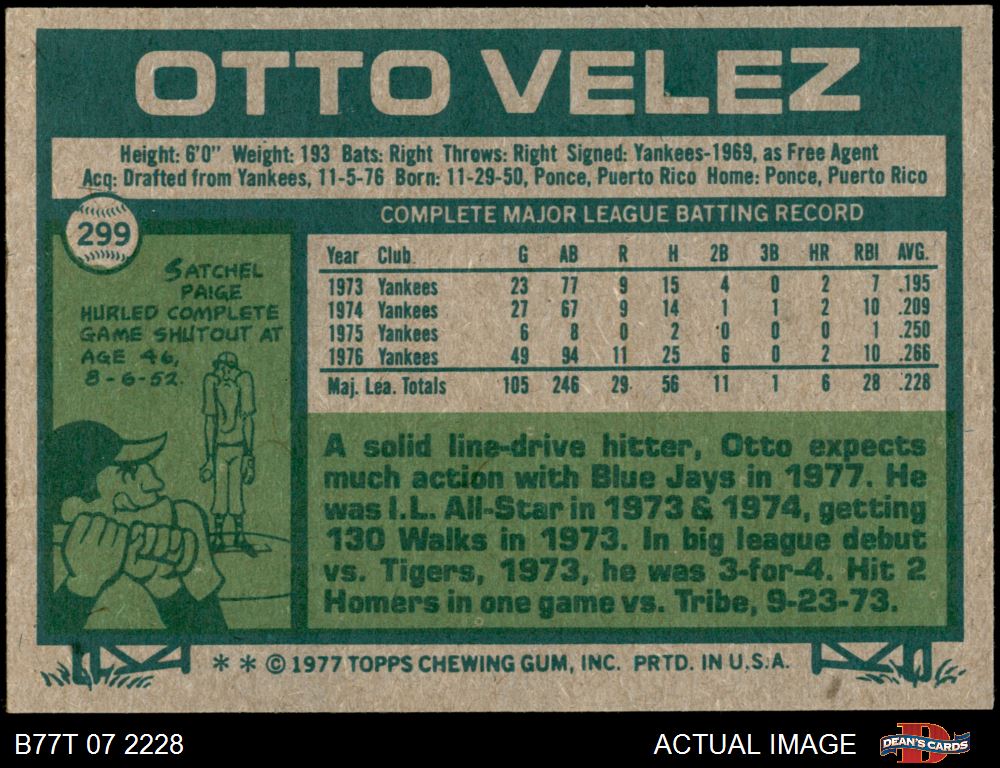 OTTO VELEZ
Height: 6'0" Weight: 193 Bats: Right Throws: Right Signed: Yankees-1969, as Free Agent
Acq: Drafted from Yankees, 11-5-76 Born: 11-29-50, Ponce, Puerto Rico Home: Ponce, Puerto Rico
299
SATCHEL
PAIGE
HURLED COMPLETE
GAME SHUTOUT AT
AGE 46,
8-6-52.
COMPLETE MAJOR LEAGUE BATTING RECORD
Year Club G AB R H 2B 3B HR RBI AVG.
1973 Yankees 23 77 9 15 4 0 2 7 .195
1974 Yankees 27 67 9 14 1 1 2 10 .209
1975 Yankees 6 8 0 2 0 0 0 1 .250
1976 Yankees 49 94 11 25 6 0 2 10 .266
Maj. Lea. Totals 105 246 29 56 11 1 6 28 .228
A solid line-drive hitter, Otto expects
much action with Blue Jays in 1977. He
was I.L. All-Star in 1973 & 1974, getting
130 Walks in 1973. In big league debut
vs. Tigers, 1973, he was 3-for-4. Hit 2
Homers in one game vs. Tribe, 9-23-73.
* * © 1977 TOPPS CHEWING GUM, INC. PRTD. IN U.S.A.
B77T 07 2228
ACTUAL IMAGE
DEAN'S CARDS